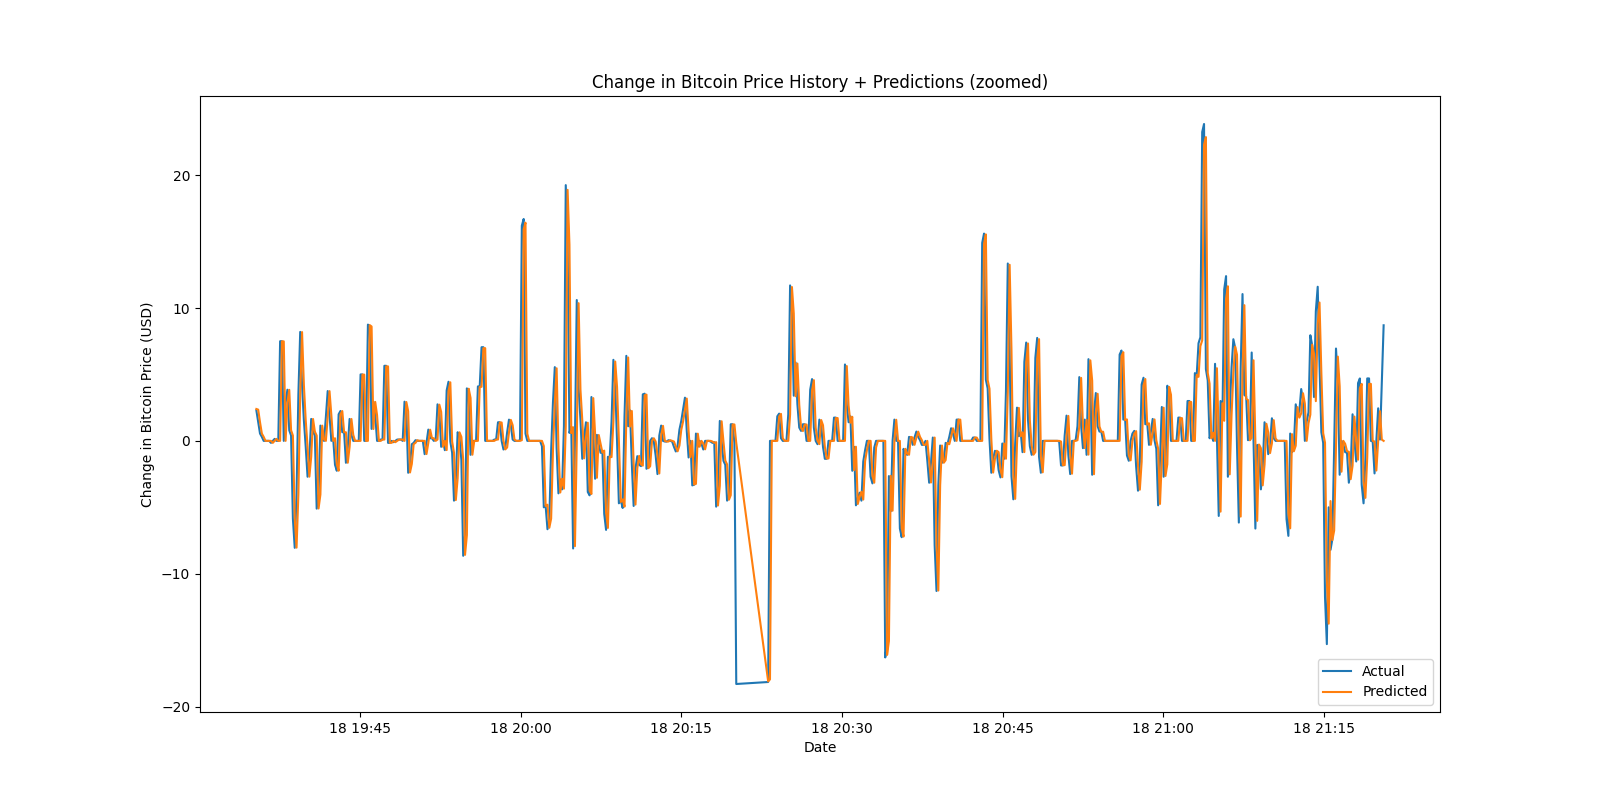 Change in Bitcoin Price History + Predictions (zoomed)
Change in Bitcoin Price (USD)
20
10
0
−10
−20
18 19:45
18 20:00
18 20:15
18 20:30
18 20:45
18 21:00
18 21:15
Date
Actual
Predicted